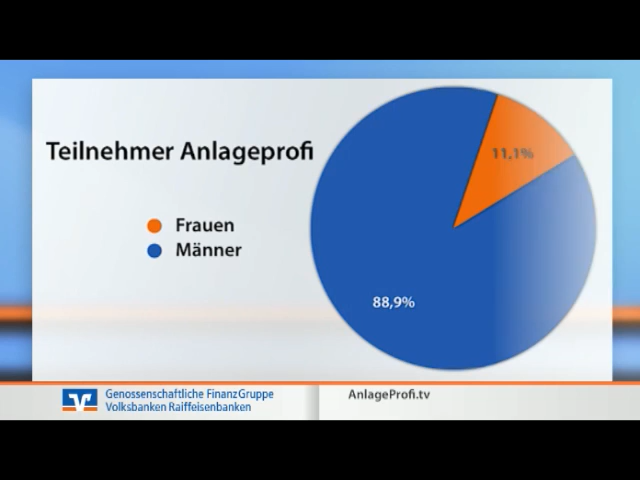 Teilnehmer Anlageprofi
Frauen
Männer
11,1%
88,9%
Genossenschaftliche FinanzGruppe
Volksbanken Raiffeisenbanken
AnlageProfi.tv